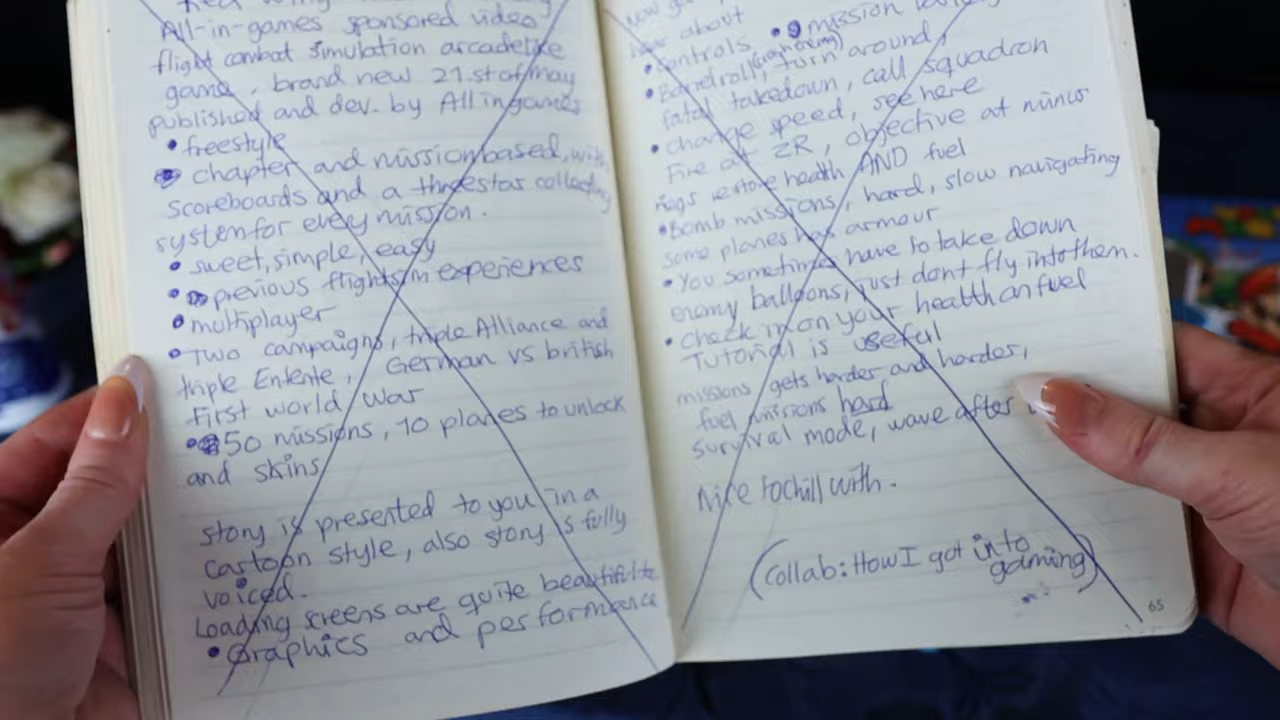 Red Wing
All-in-games sponsored video
flight combat simulation arcadelike
game, brand new 21.st of may
published and dev. by All in games
• freestyle
• chapter and missionbased, with
scoreboards and a threestar collecting
system for every mission.
• sweet, simple, easy
• previous flightsim experiences
• multiplayer
• Two campaigns, triple Alliance and
triple Entente, German vs british
First world war
• 50 missions, 10 planes to unlock
and skins
story is presented to you in a
cartoon style, also story is fully
voiced.
Loading screens are quite beautiful
• Graphics and performance
about
• controls • mission
• Barrelroll, turn around,
fatal takedown, call squadron
• change speed, see here
Fire at ZR, objective at minus
rings restore health AND fuel
• Bomb missions, hard, slow navigating
some planes has armour
• You sometimes have to take down
enemy balloons, just dont fly into them.
• check in on your health an fuel
Tutorial is useful
missions gets harder and harder,
fuel missions hard
survival mode, wave after
Nice to chill with.
(Collab: How I got into
gaming)
65